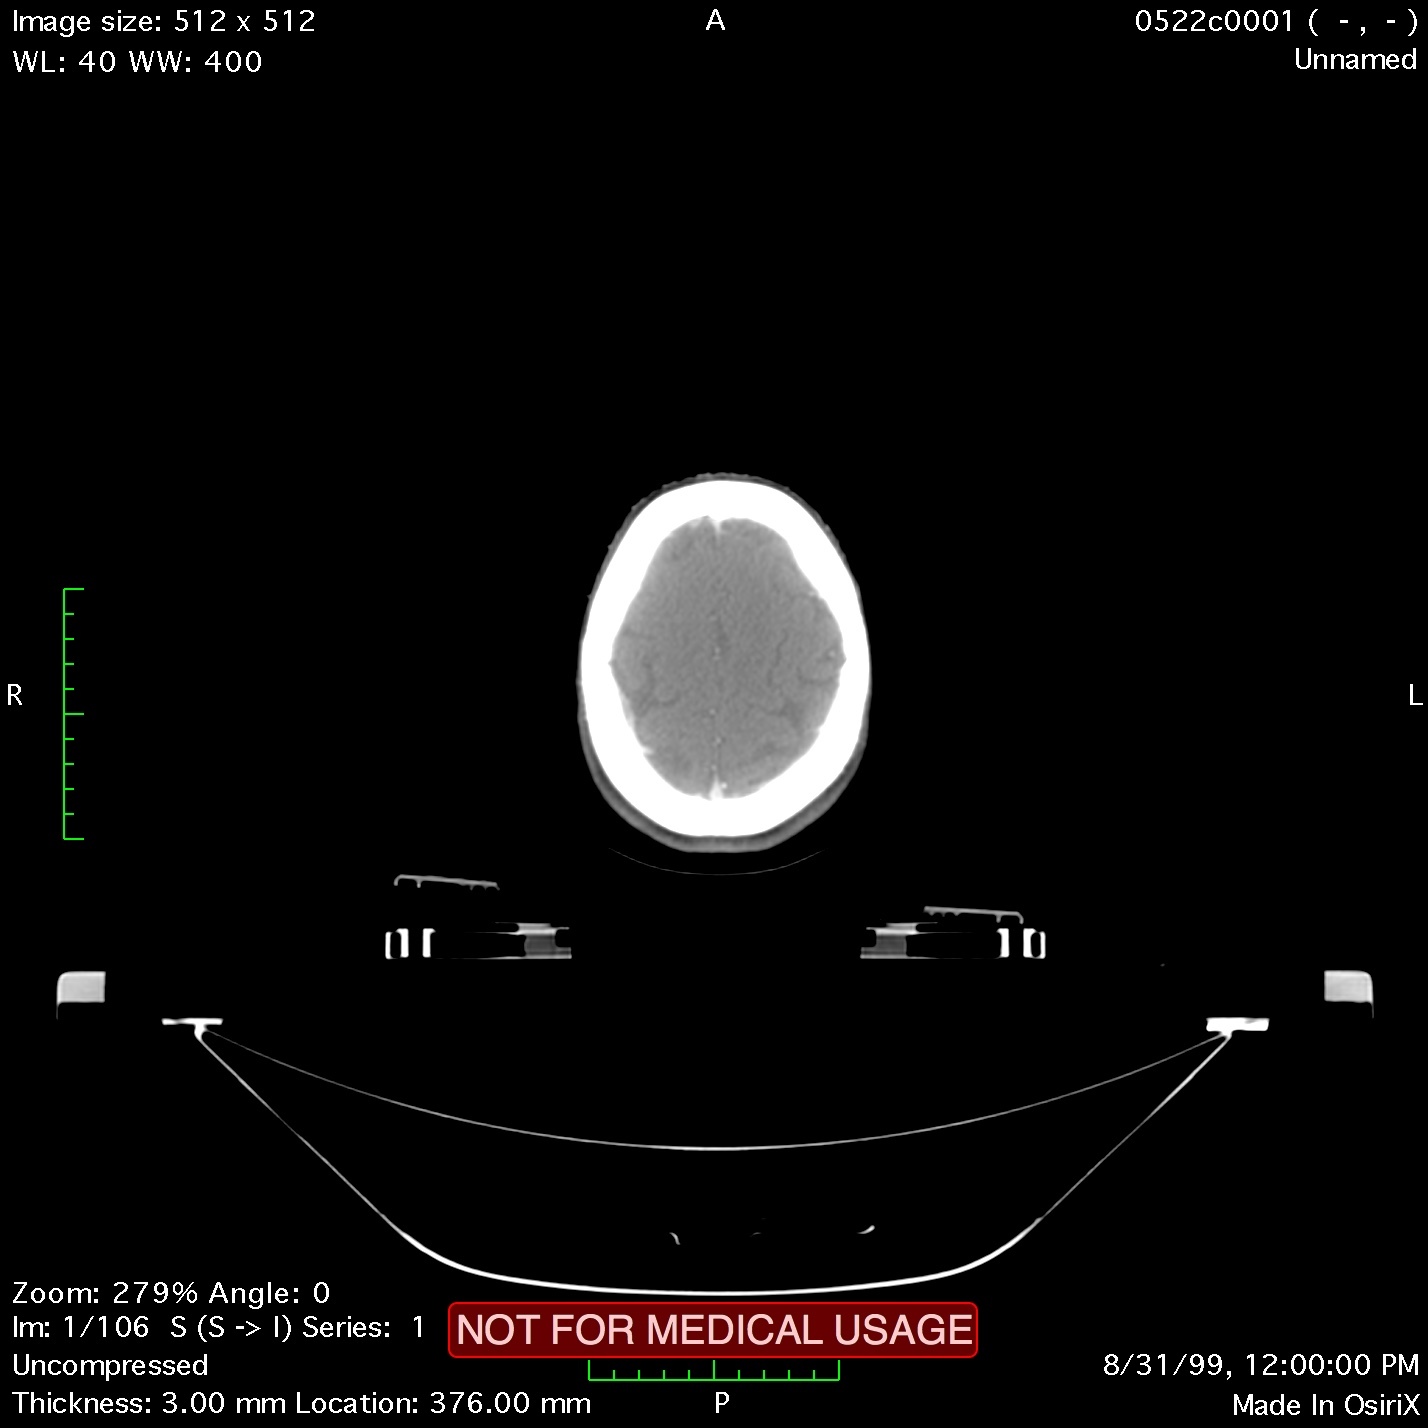 Image size: 512 x 512
WL: 40 WW: 400
A
0522c0001 ( -, -)
Unnamed
R
L
Zoom: 279% Angle: 0
Im: 1/106 S (S -> I) Series: 1
Uncompressed
Thickness: 3.00 mm Location: 376.00 mm
NOT FOR MEDICAL USAGE
P
8/31/99, 12:00:00 PM
Made In OsiriX